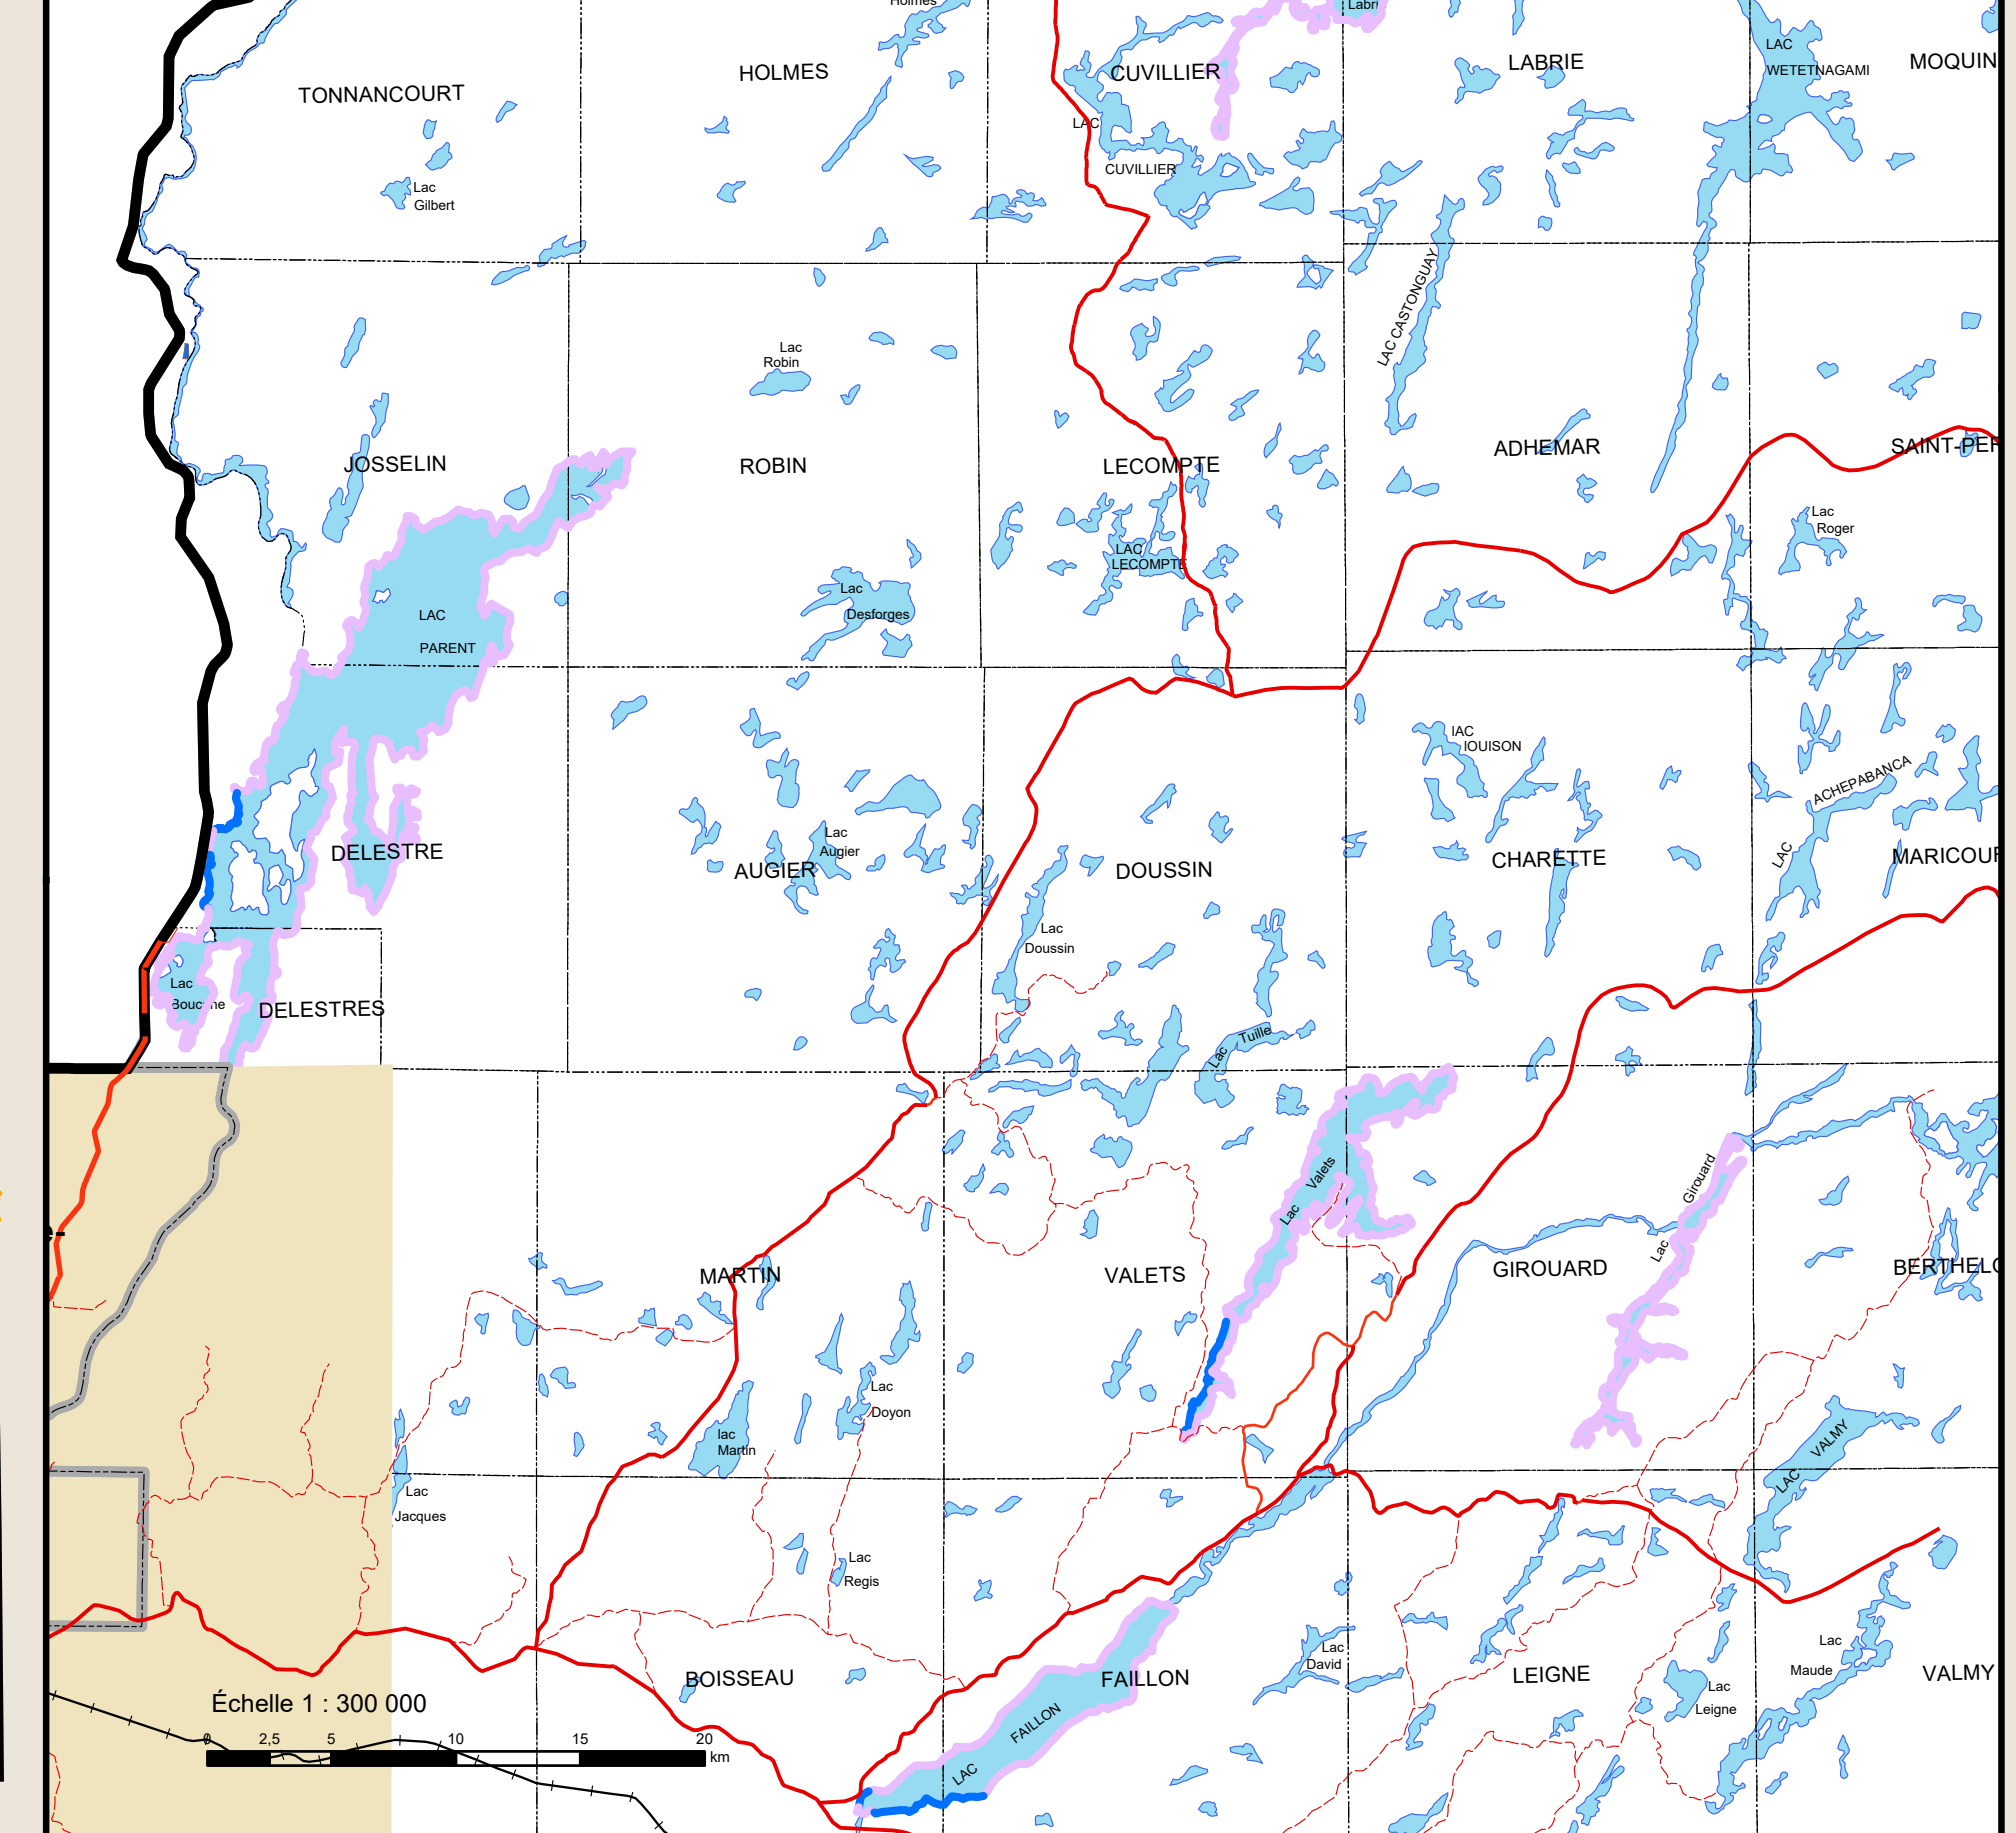 Holmes
Labri
TONNANCOURT
HOLMES
CUVILLIER
LABRIE
LAC
WETETNAGAMI
MOQUIN
LAC
CUVILLIER
Lac
Gilbert
LAC CASTONGUAY
Lac
Robin
JOSSELIN
ROBIN
LECOMPTE
ADHEMAR
SAINT-PER
Lac
Roger
LAC
LECOMPTE
Lac
Desforges
LAC
PARENT
IAC
IOUISON
ACHEPABANCA
LAC
DELESTRE
AUGIER
Lac
Augier
DOUSSIN
CHARETTE
MARICOUR
Lac
Doussin
Lac
DELESTRES
Lac
Tuille
Lac
Valets
Girouard
Lac
MARTIN
VALETS
GIROUARD
BERTHELO
Lac
Doyon
lac
Martin
LAC
VALMY
Lac
Jacques
Lac
Regis
BOISSEAU
FAILLON
Lac
David
LEIGNE
Lac
Leigne
Lac
Maude
VALMY
LAC
FAILLON
Échelle 1 : 300 000
0 2,5 5 10 15 20
km